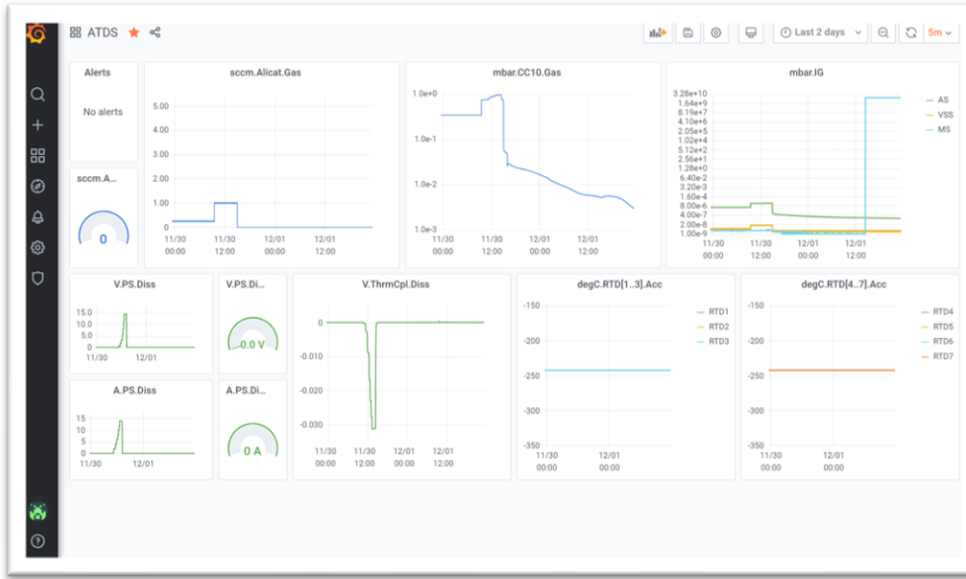 ATDS
Last 2 days
5m
Alerts
No alerts
sccm.A...
0
sccm.Alicat.Gas
5.00
4.00
3.00
2.00
1.00
0
11/30 11/30 12/01 12/01
00:00 12:00 00:00 12:00
mbar.CC10.Gas
1.0e+0
1.0e-1
1.0e-2
1.0e-3
11/30 11/30 12/01 12/01
00:00 12:00 00:00 12:00
mbar.IG
3.28e+10
1.64e+9
8.19e+7
4.10e+6
2.05e+5
1.02e+4
5.12e+2
2.56e+1
1.28e+0
6.40e-2
3.20e-3
1.60e-4
8.00e-6
4.00e-7
2.00e-8
1.00e-9
11/30 11/30 12/01 12/01
00:00 12:00 00:00 12:00
AS
VSS
MS
V.PS.Diss
15.0
10.0
5.0
0
11/30 12/01
V.PS.Di...
-0.0 V
A.PS.Diss
15
10
5
0
11/30 12/01
A.PS.Di...
0 A
V.ThrmCpl.Diss
0
-0.010
-0.020
-0.030
11/30 11/30 12/01 12/01
00:00 12:00 00:00 12:00
degC.RTD[1..3].Acc
-150
-200
-250
-300
-350
11/30 12/01
00:00 00:00
RTD1
RTD2
RTD3
degC.RTD[4..7].Acc
-150
-200
-250
-300
-350
11/30 12/01
00:00 00:00
RTD4
RTD5
RTD6
RTD7